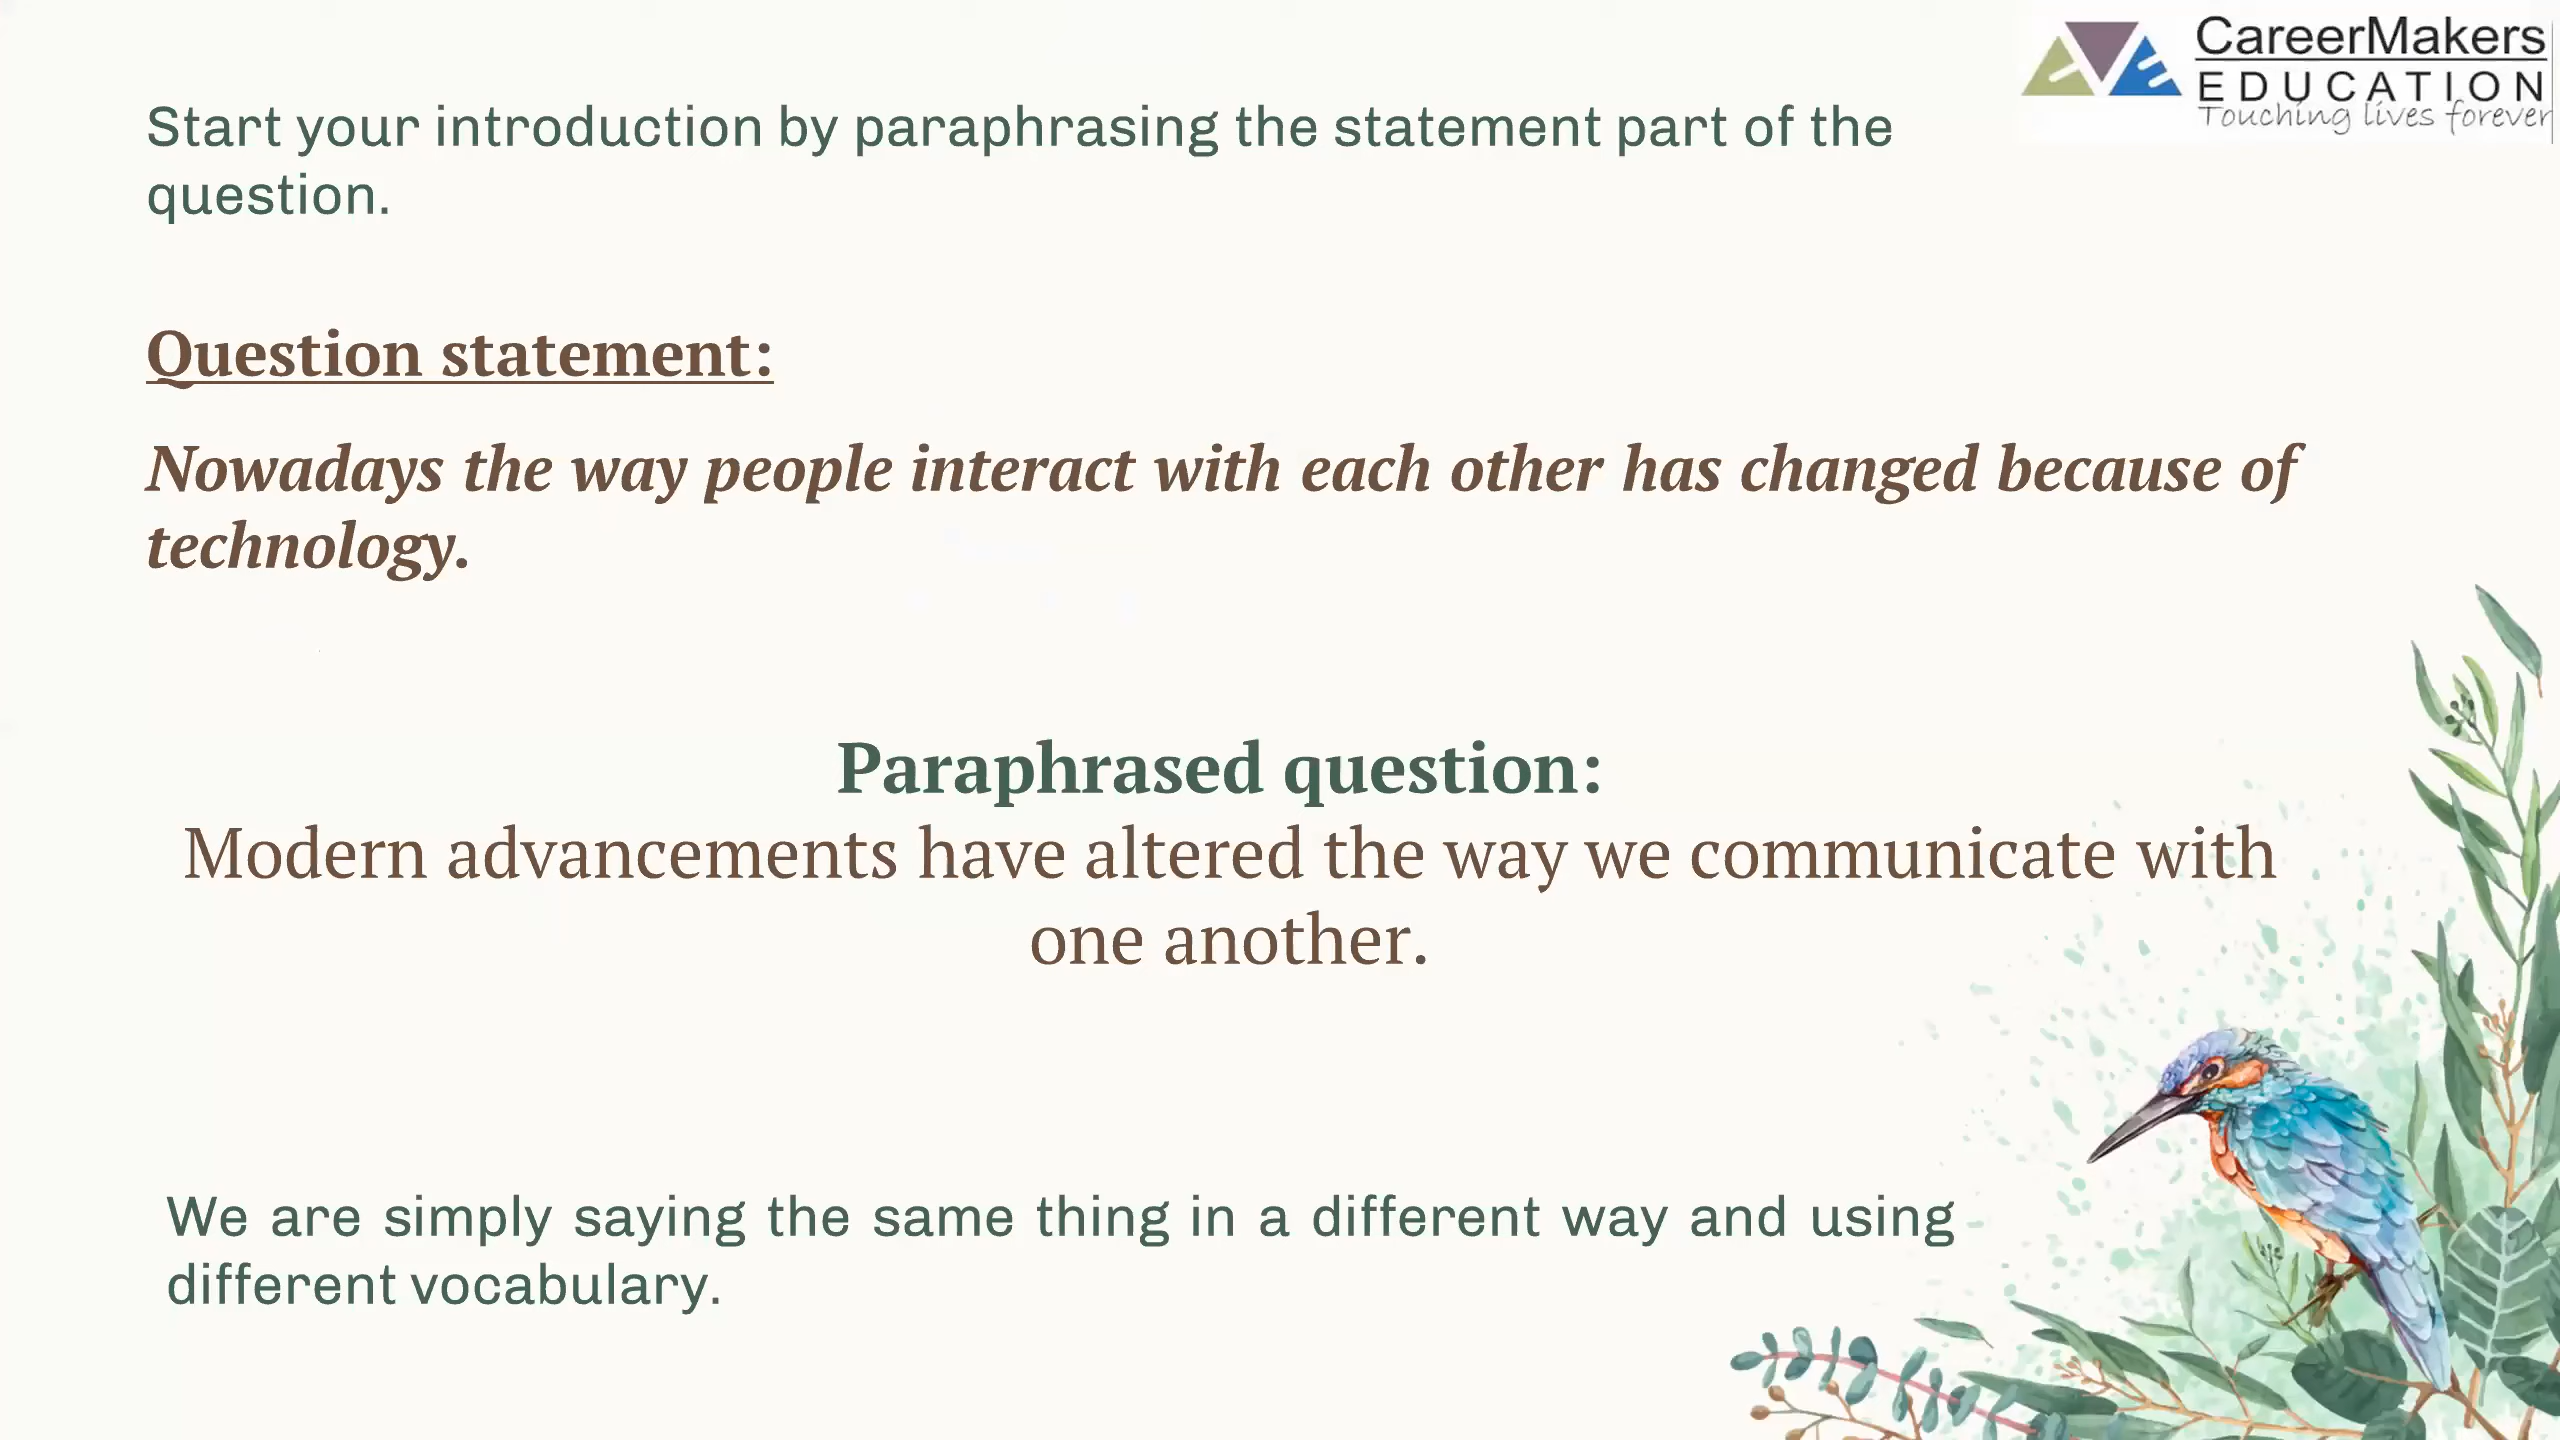 CareerMakers
EDUCATION
Touching lives forever
Start your introduction by paraphrasing the statement part of the
question.
Question statement:
Nowadays the way people interact with each other has changed because of
technology.
Paraphrased question:
Modern advancements have altered the way we communicate with
one another.
We are simply saying the same thing in a different way and using
different vocabulary.